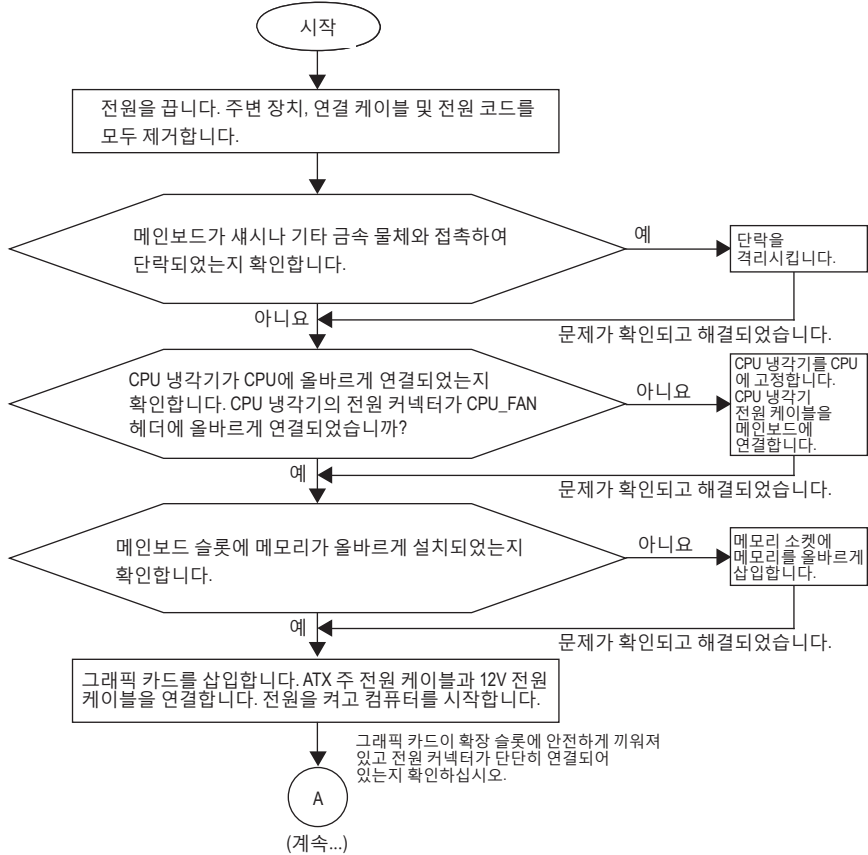 시작
전원을 끕니다. 주변 장치, 연결 케이블 및 전원 코드를
모두 제거합니다.
메인보드가 섀시나 기타 금속 물체와 접촉하여
단락되었는지 확인합니다.
예
단락을
격리시킵니다.
아니요
문제가 확인되고 해결되었습니다.
CPU 냉각기가 CPU에 올바르게 연결되었는지
확인합니다. CPU 냉각기의 전원 커넥터가 CPU_FAN
헤더에 올바르게 연결되었습니까?
아니요
CPU 냉각기를 CPU
에 고정합니다.
CPU 냉각기
전원 케이블을
메인보드에
연결합니다.
예
문제가 확인되고 해결되었습니다.
메인보드 슬롯에 메모리가 올바르게 설치되었는지
확인합니다.
아니요
메모리 소켓에
메모리를 올바르게
삽입합니다.
예
문제가 확인되고 해결되었습니다.
그래픽 카드를 삽입합니다. ATX 주 전원 케이블과 12V 전원
케이블을 연결합니다. 전원을 켜고 컴퓨터를 시작합니다.
그래픽 카드이 확장 슬롯에 안전하게 끼워져
있고 전원 커넥터가 단단히 연결되어
있는지 확인하십시오.
A
(계속...)